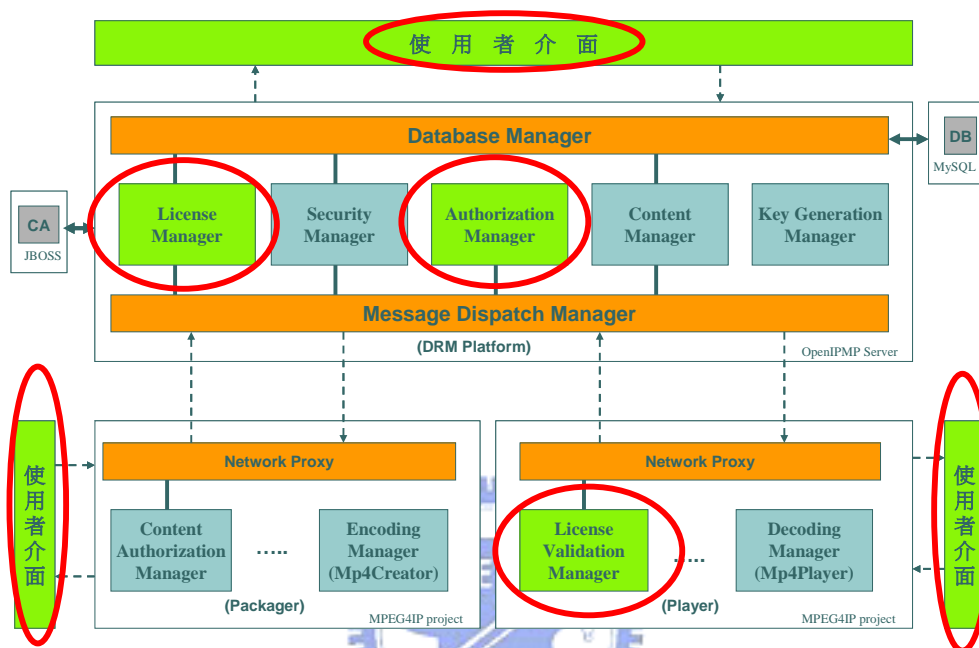 使用者介面
Database Manager
DB
MySQL
License
Manager
Security
Manager
Authorization
Manager
Content
Manager
Key Generation
Manager
CA
JBOSS
Message Dispatch Manager
(DRM Platform)
OpenIPMP Server
使用者介面
Network Proxy
Content
Authorization
Manager
.....
Encoding
Manager
(Mp4Creator)
(Packager)
MPEG4IP project
Network Proxy
License
Validation
Manager
.....
Decoding
Manager
(Mp4Player)
(Player)
MPEG4IP project
使用者介面